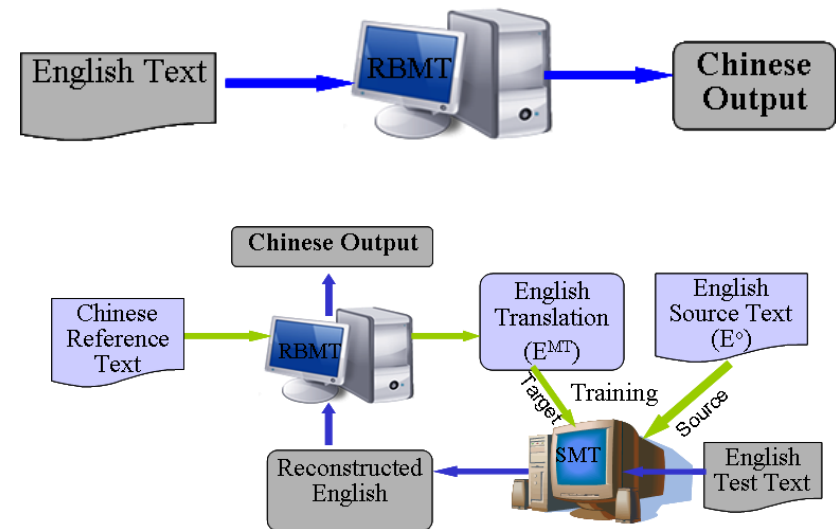 English Text
RBMT
Chinese
Output
Chinese Output
Chinese
Reference
Text
RBMT
English
Translation
(E^MT)
English
Source Text
(E^o)
Target
Training
Source
Reconstructed
English
SMT
English
Test Text